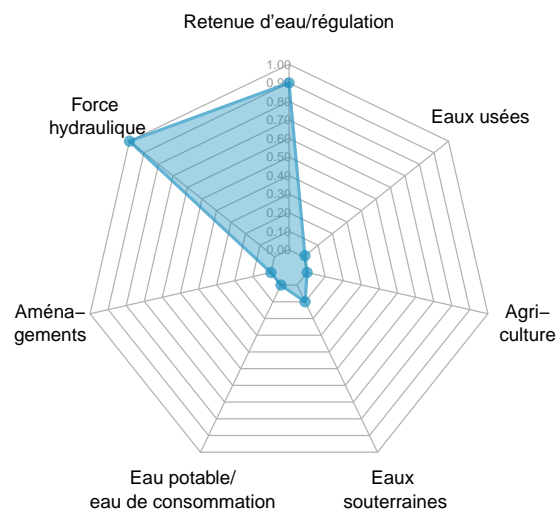 Retenue d'eau/régulation
1.00
0.90
0.80
0.70
0.60
0.50
0.40
0.30
0.20
0.10
0.00
Force
hydraulique
Eaux usées
Aména−
gements
Agri−
culture
Eau potable/
eau de consommation
Eaux
souterraines